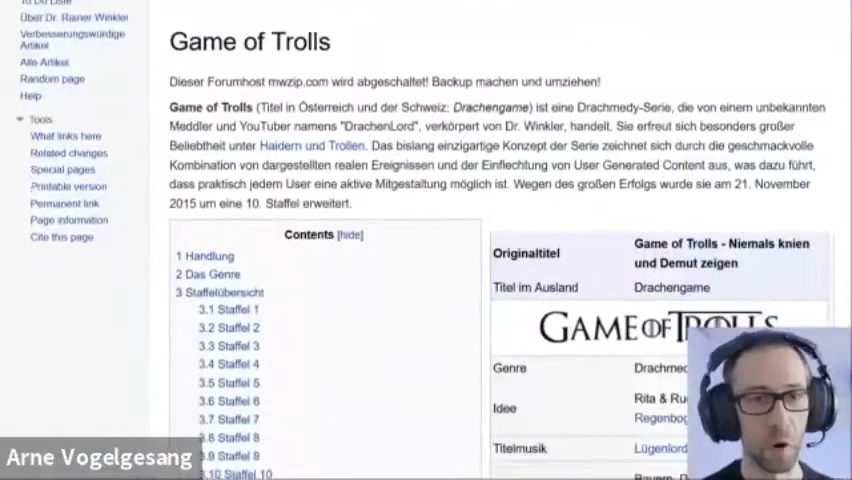 To Do Liste
Über Dr. Rainer Winkler
Verbesserungswürdige
Artikel
Alle Artikel
Random page
Help
Tools
What links here
Related changes
Special pages
Printable version
Permanent link
Page information
Cite this page
Game of Trolls
Dieser Forumhost mwzip.com wird abgeschaltet! Backup machen und umziehen!
Game of Trolls (Titel in Österreich und der Schweiz: Drachengame) ist eine Drachmedy-Serie, die von einem unbekannten
Meddler und YouTuber namens "DrachenLord", verkörpert von Dr. Winkler, handelt. Sie erfreut sich besonders großer
Beliebtheit unter Haidern und Trollen. Das bislang einzigartige Konzept der Serie zeichnet sich durch die geschmackvolle
Kombination von dargestellten realen Ereignissen und der Einflechtung von User Generated Content aus, was dazu führt,
dass praktisch jedem User eine aktive Mitgestaltung möglich ist. Wegen des großen Erfolgs wurde sie am 21. November
2015 um eine 10. Staffel erweitert.
Contents [hide]
1 Handlung
2 Das Genre
3 Staffelübersicht
3.1 Staffel 1
3.2 Staffel 2
3.3 Staffel 3
3.4 Staffel 4
3.5 Staffel 5
3.6 Staffel 6
3.7 Staffel 7
3.8 Staffel 8
3.9 Staffel 9
3.10 Staffel 10
Originaltitel
Game of Trolls - Niemals knien
und Demut zeigen
Titel im Ausland
Drachengame
GAME OF TROLLS
Genre
Idee
Rita & Ru
Titelmusik
Lügenlord
Arne Vogelgesang